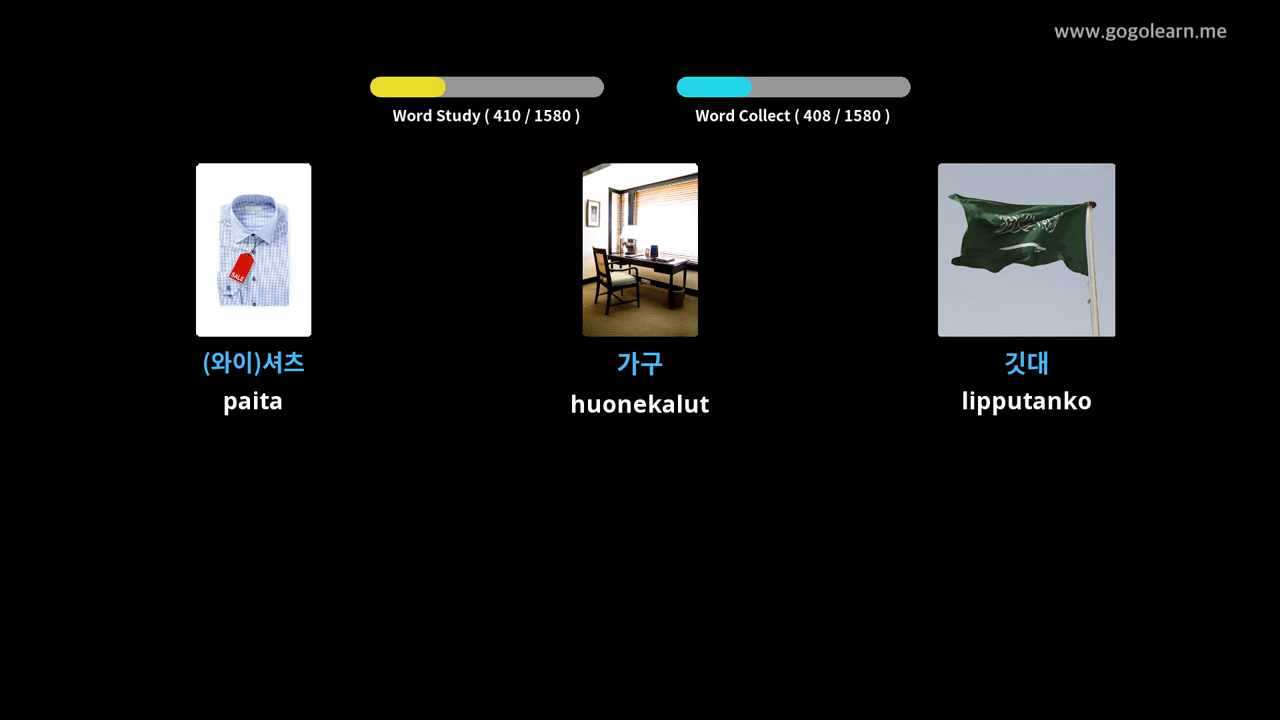 www.gogolearn.me
Word Study ( 410 / 1580 )
Word Collect ( 408 / 1580 )
SALE
(와이)셔츠
paita
가구
huonekalut
깃대
lipputanko